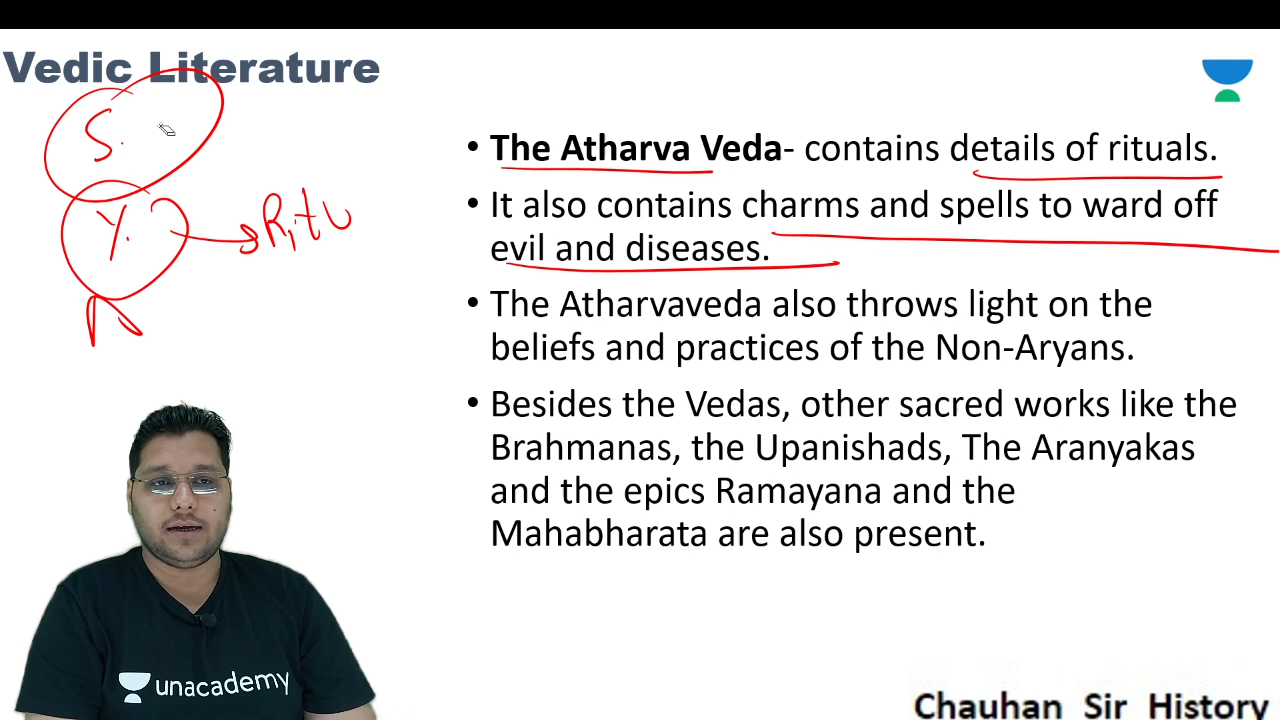 Vedic Literature
S.
Y.
Ritu
• The Atharva Veda- contains details of rituals.
• It also contains charms and spells to ward off
evil and diseases.
• The Atharvaveda also throws light on the
beliefs and practices of the Non-Aryans.
• Besides the Vedas, other sacred works like the
Brahmanas, the Upanishads, The Aranyakas
and the epics Ramayana and the
Mahabharata are also present.
unacademy
Chauhan Sir History